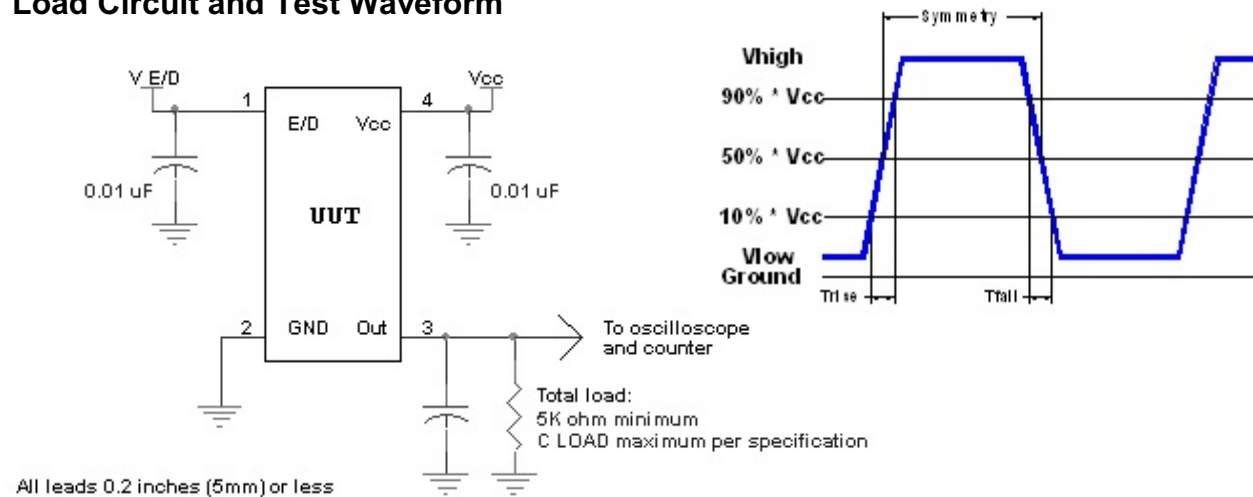 Load Circuit and Test Waveform
V E/D
Vcc
1
4
E/D Vcc
0.01 uF
0.01 uF
UUT
2
GND Out
3
To oscilloscope
and counter
Total load:
5K ohm minimum
C LOAD maximum per specification
All leads 0.2 inches (5mm) or less
Symmetry
Vhigh
90% * Vcc
50% * Vcc
10% * Vcc
Vlow
Ground
Trise
Tfall